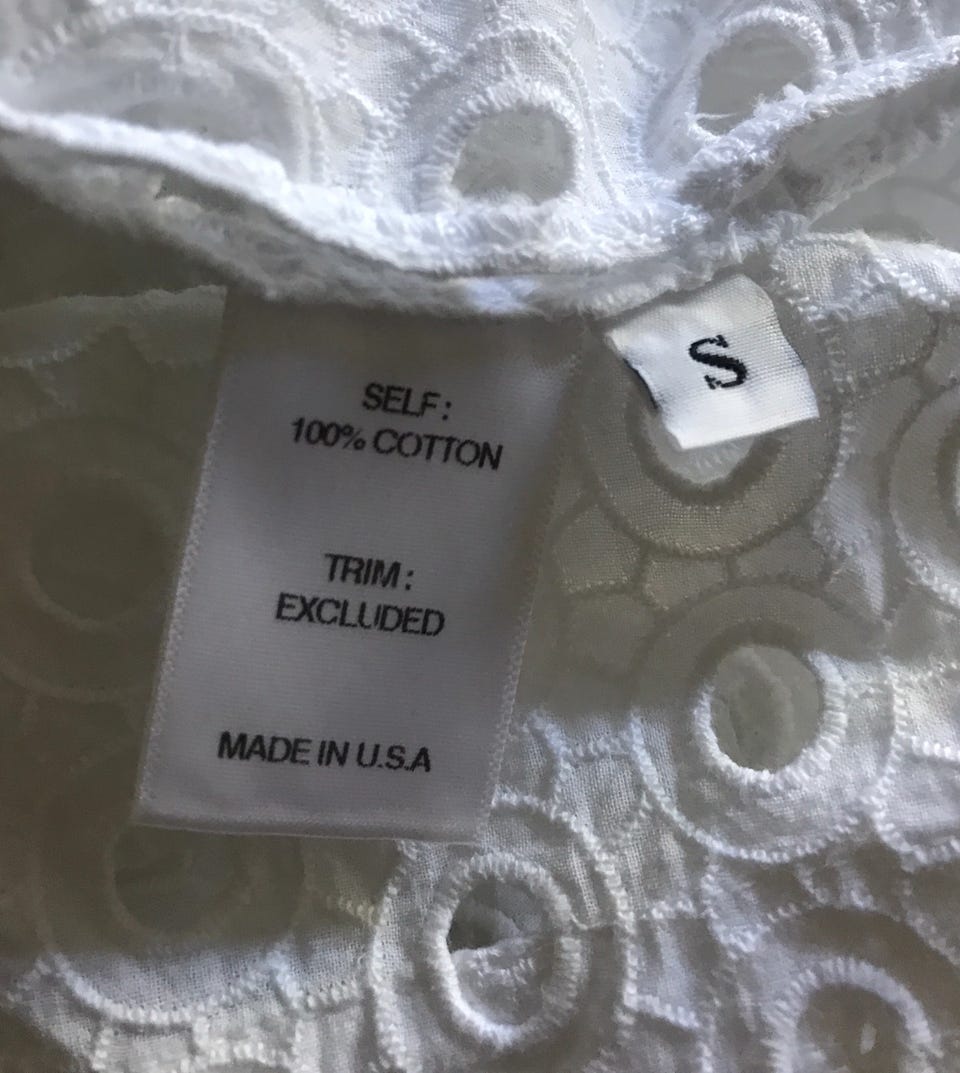 SELF:
100% COTTON
TRIM:
EXCLUDED
MADE IN U.S.A
S